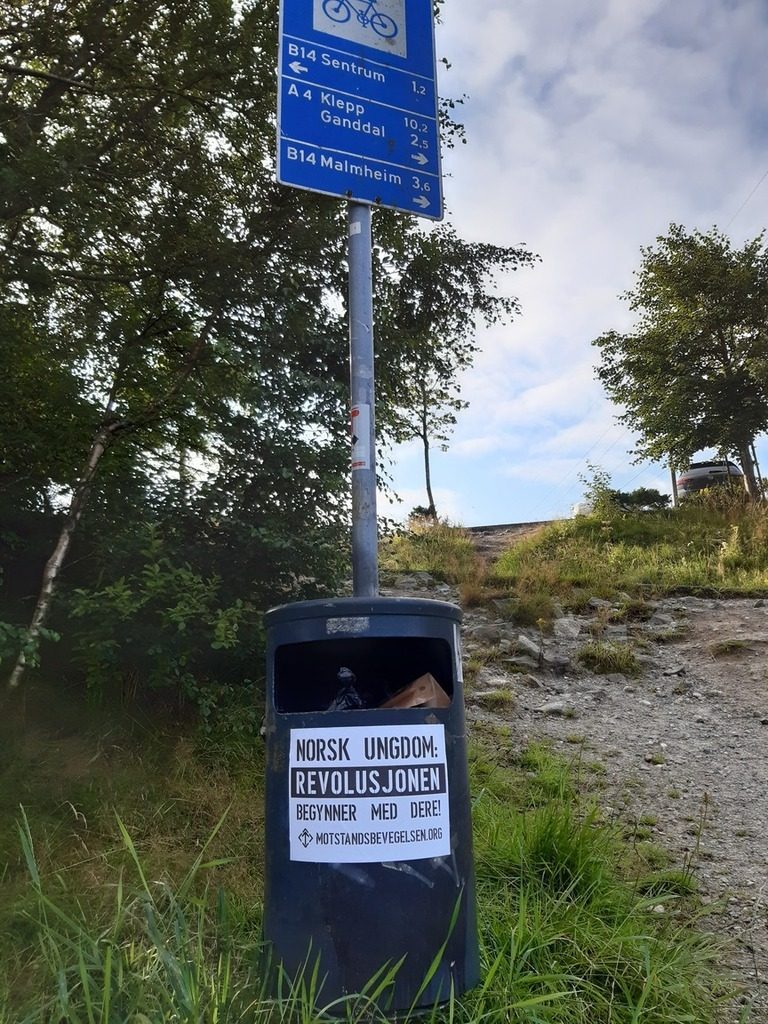 B14 Sentrum 1,2
A 4 Klepp 10,2
Ganddal 2,5
B14 Malmheim 3,6
NORSK UNGDOM:
REVOLUSJONEN
BEGYNNER MED DERE!
MOTSTANDSBEVEGELSEN.ORG